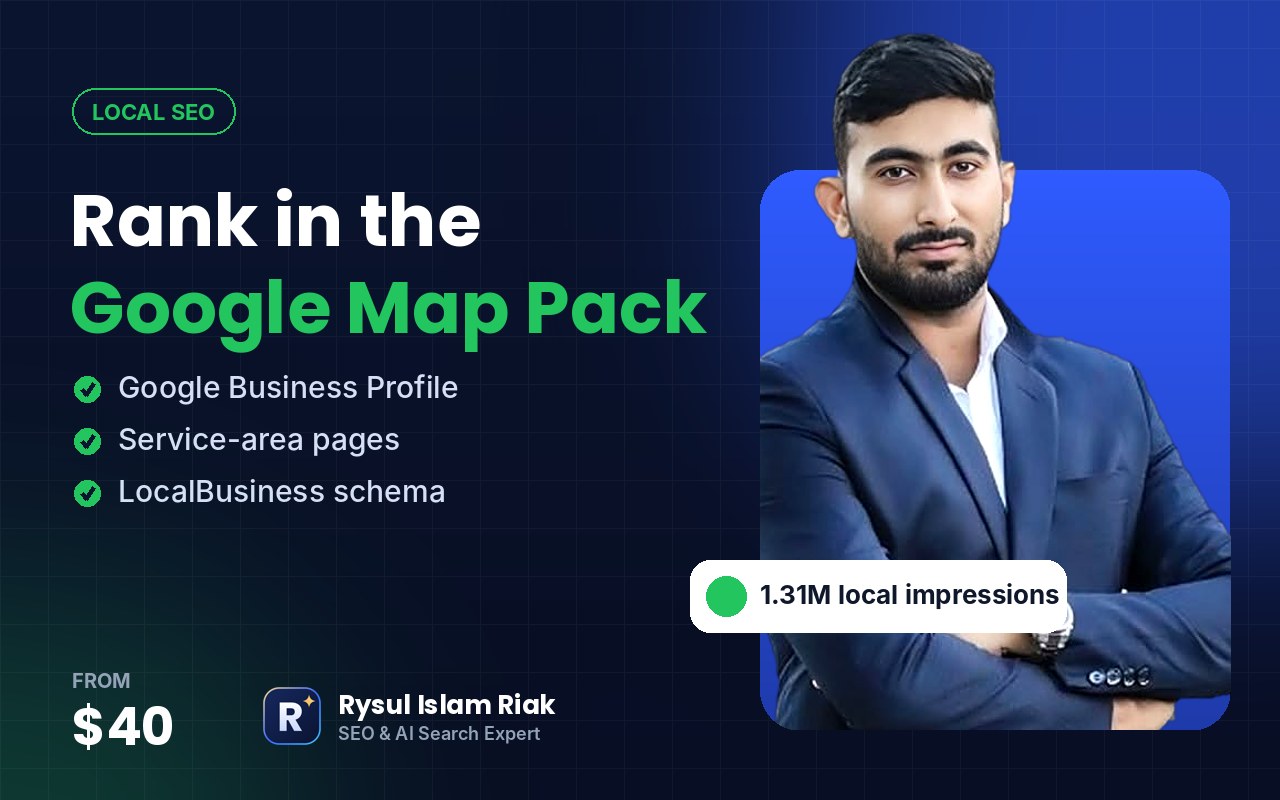 LOCAL SEO
Rank in the
Google Map Pack
Google Business Profile
Service-area pages
LocalBusiness schema
1.31M local impressions
FROM
$40
R
Rysul Islam Riak
SEO & AI Search Expert